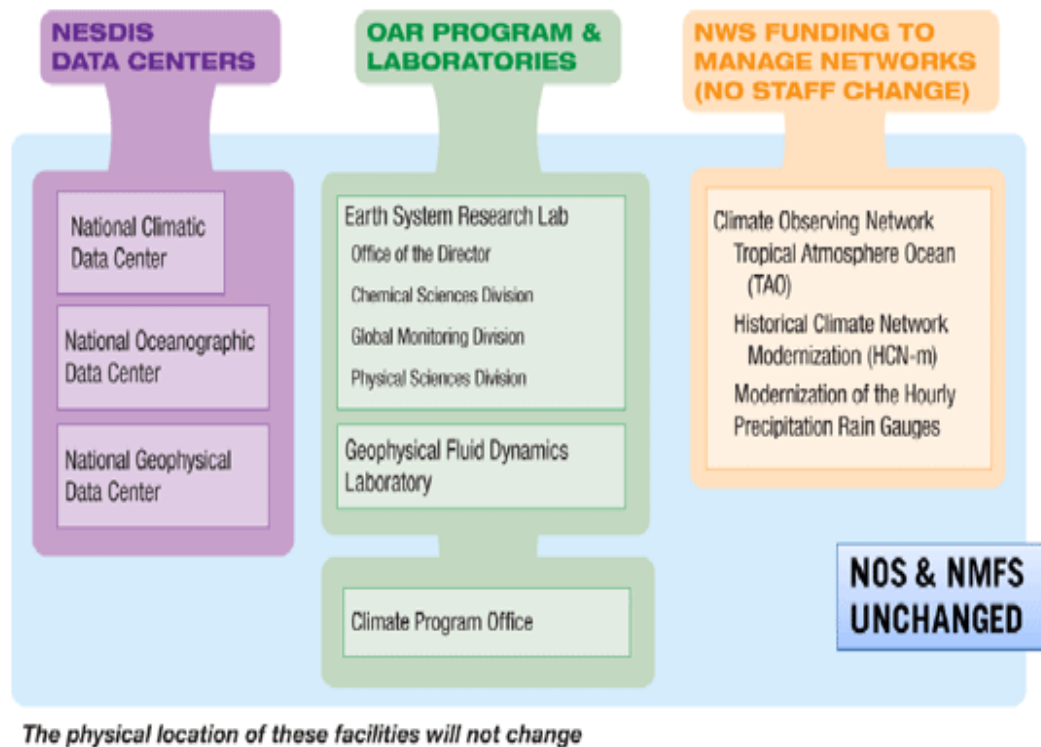 NESDIS
DATA CENTERS
National Climatic
Data Center
National Oceanographic
Data Center
National Geophysical
Data Center
OAR PROGRAM &
LABORATORIES
Earth System Research Lab
Office of the Director
Chemical Sciences Division
Global Monitoring Division
Physical Sciences Division
Geophysical Fluid Dynamics
Laboratory
Climate Program Office
NWS FUNDING TO
MANAGE NETWORKS
(NO STAFF CHANGE)
Climate Observing Network
Tropical Atmosphere Ocean
(TAO)
Historical Climate Network
Modernization (HCN-m)
Modernization of the Hourly
Precipitation Rain Gauges
NOS & NMFS
UNCHANGED
The physical location of these facilities will not change